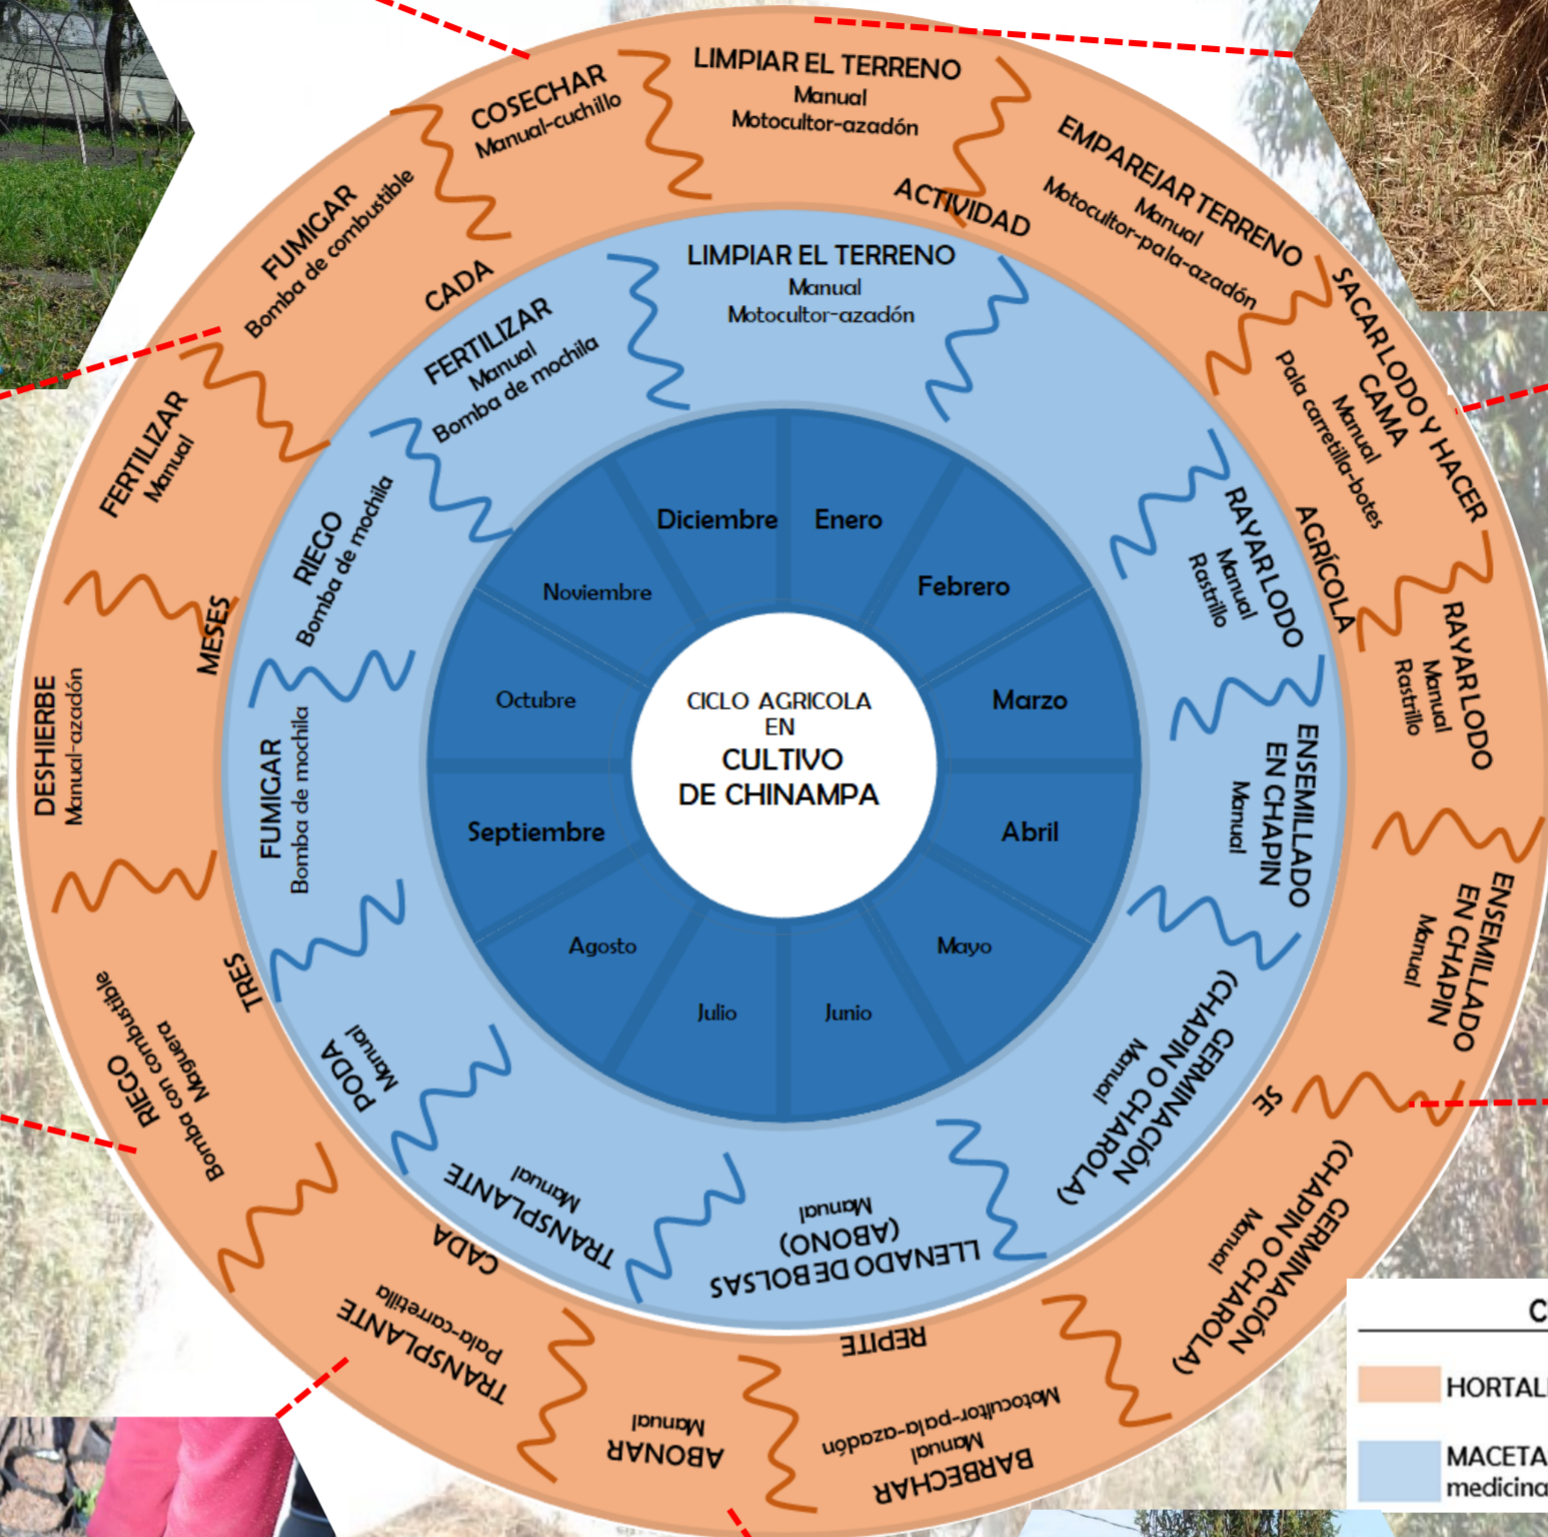 LIMPIAR EL TERRENO
Manual
Motocultor-azadón
EMPAREJAR TERRENO
Manual
Motocultor-pala-azadón
SACAR LODO Y HACER
CAMA
Manual
Pala carretilla-botes
RAYAR LODO
Manual
Rastrillo
ENSEMILLADO
EN CHAPIN
Manual
GERMINACIÓN
(CHAPIN O CHAROLA)
Manual
BARBECHAR
Manual
Motocultor-pala-azadón
ABONAR
Manual
TRANSPLANTE
Pala-carretilla
RIEGO
Bomba con combustible
Maguera
DESHIERBE
Manual-azadón
FERTILIZAR
Manual
FUMIGAR
Bomba de combustible
COSECHAR
Manual-cuchillo
CADA
ACTIVIDAD
AGRÍCOLA
SE
REPITE
CADA
TRES
MESES
LIMPIAR EL TERRENO
Manual
Motocultor-azadón
RAYAR LODO
Manual
Rastrillo
ENSEMILLADO
EN CHAPIN
Manual
GERMINACIÓN
(CHAPIN O CHAROLA)
Manual
LLENADO DE BOLSAS
(ABONO)
Manual
TRANSPLANTE
Manual
PODA
Manual
FUMIGAR
Bomba de mochila
RIEGO
Bomba de mochila
FERTILIZAR
Manual
Bomba de mochila
Enero
Febrero
Marzo
Abril
Mayo
Junio
Julio
Agosto
Septiembre
Octubre
Noviembre
Diciembre
CICLO AGRICOLA
EN
CULTIVO
DE CHINAMPA
C
HORTALI
MACETA
medicina